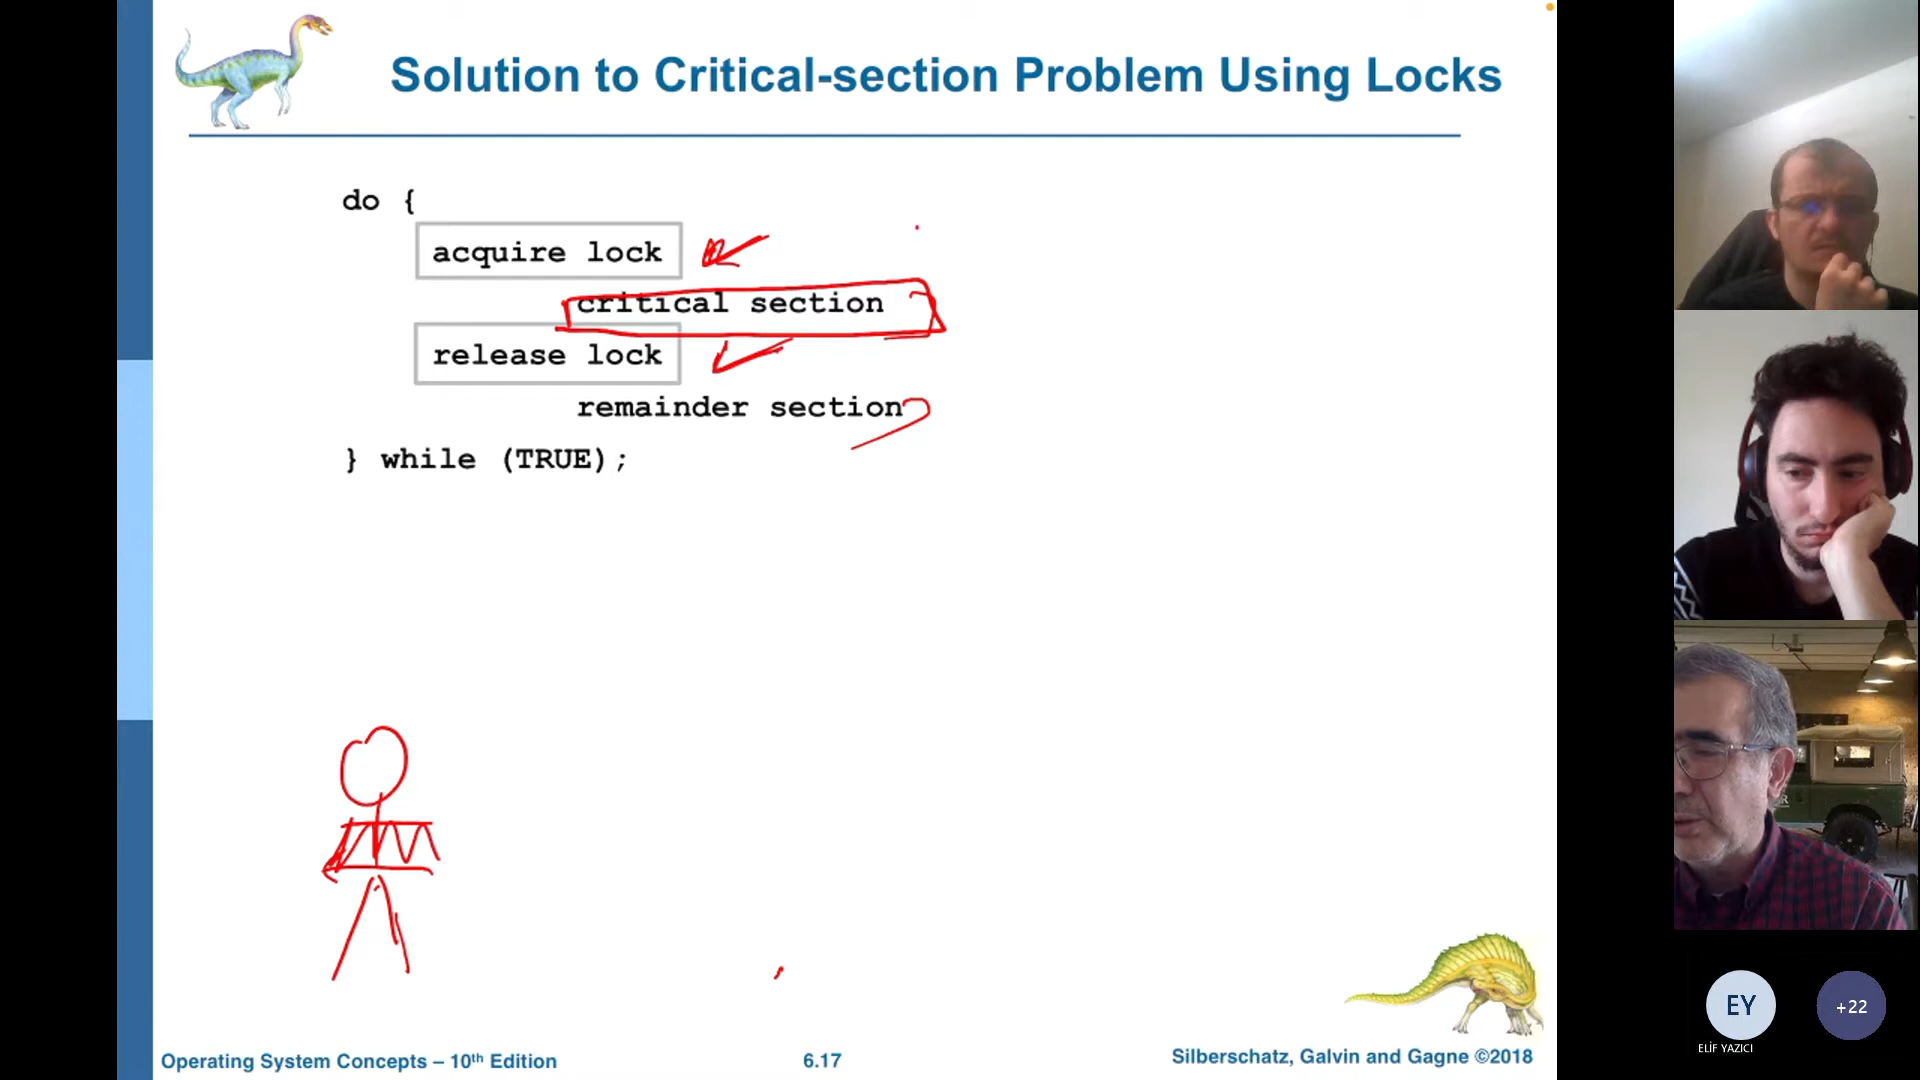 Solution to Critical-section Problem Using Locks
do {
acquire lock
critical section
release lock
remainder section
} while (TRUE);
Operating System Concepts – 10th Edition
6.17
Silberschatz, Galvin and Gagne ©2018
R
EY
+22
ELİF YAZICI